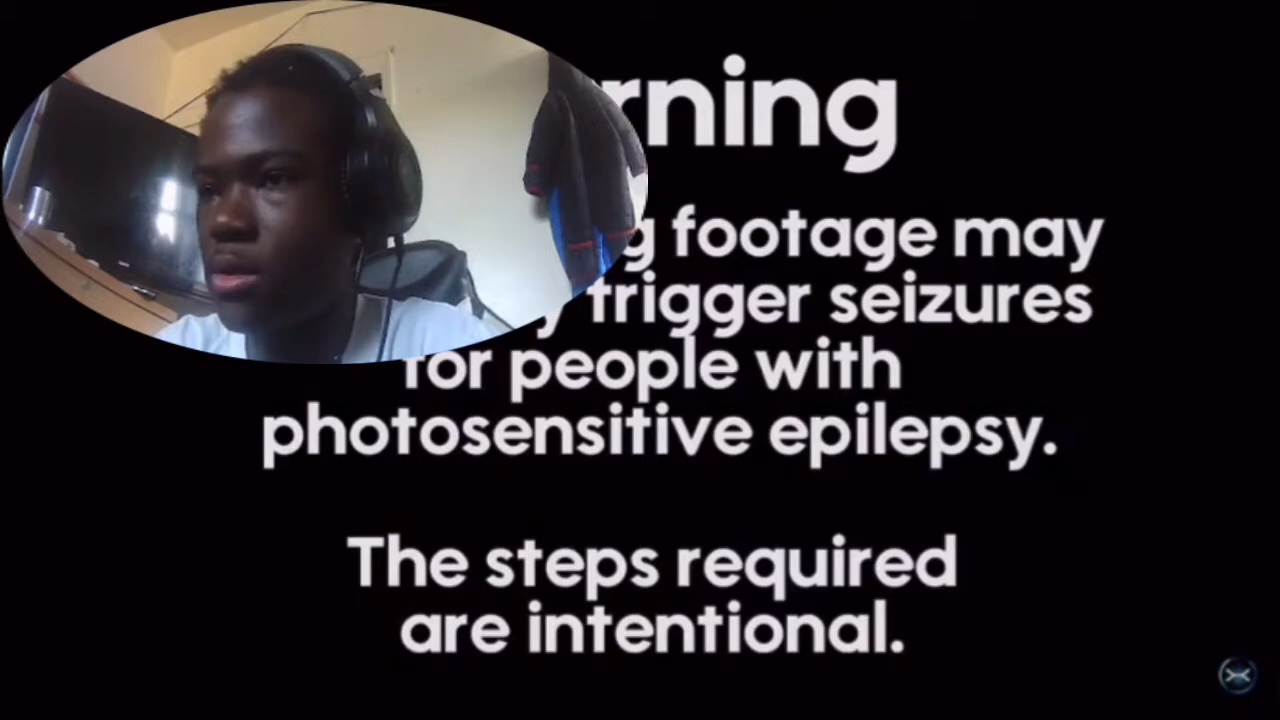 rning
g footage may
y trigger seizures
for people with
photosensitive epilepsy.
The steps required
are intentional.